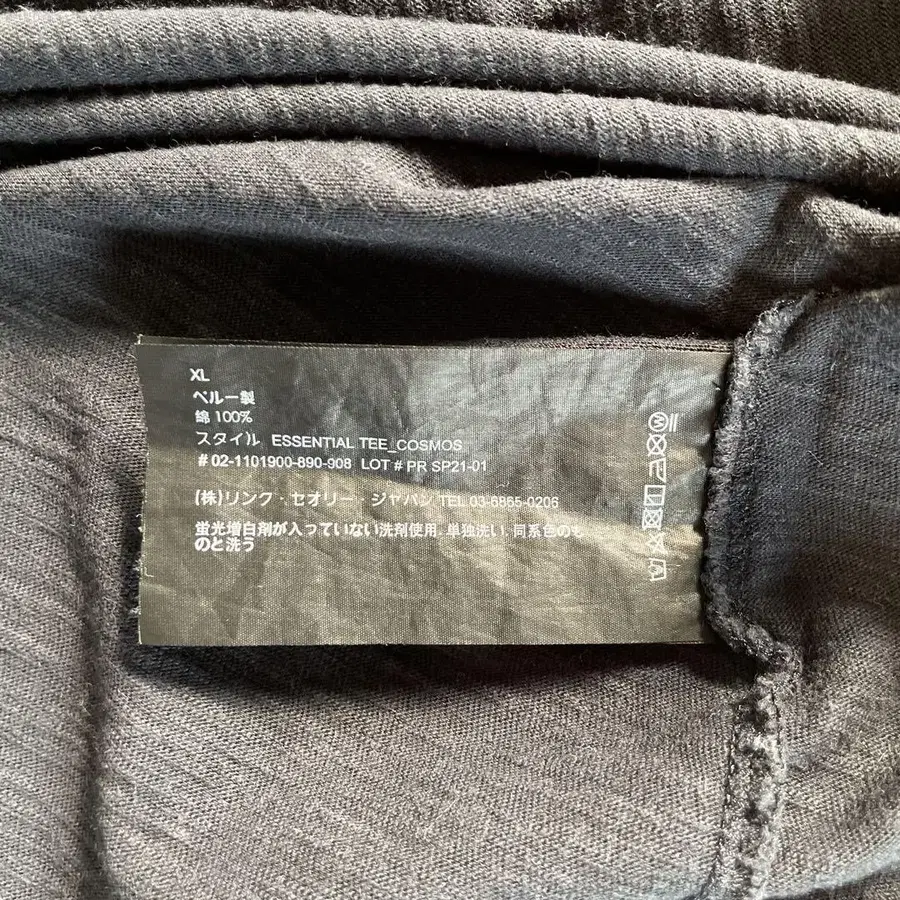 XL
ペルー製
綿 100%
スタイル ESSENTIAL TEE_COSMOS
# 02-1101900-890-908 LOT # PR SP21-01
(株)リンク・セオリー・ジャパン TEL 03-6865-0206
蛍光増白剤が入っていない洗剤使用. 単独洗い. 同系色のも
のと洗う